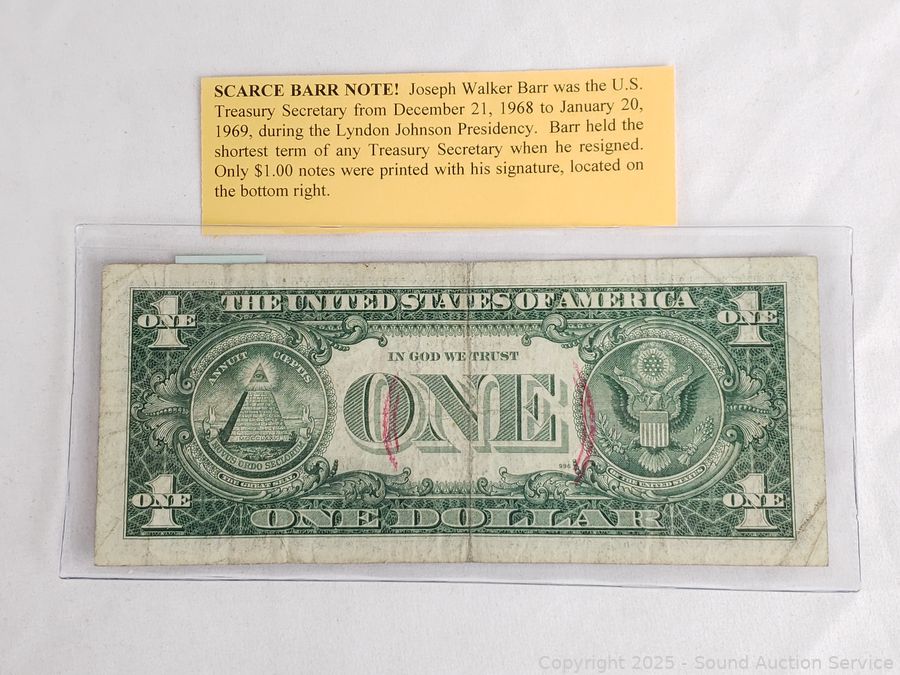 SCARCE BARR NOTE! Joseph Walker Barr was the U.S.
Treasury Secretary from December 21, 1968 to January 20,
1969, during the Lyndon Johnson Presidency. Barr held the
shortest term of any Treasury Secretary when he resigned.
Only $1.00 notes were printed with his signature, located on
the bottom right.
THE UNITED STATES OF AMERICA
1 ONE
1 ONE
ANNUIT CŒPTIS
IN GOD WE TRUST
ONE
MDCCLXXVI
ORDO SECLORUM
THE GREAT SEAL
996
OF THE UNITED STATES
1 ONE
1 ONE
ONE DOLLAR
Copyright 2025 - Sound Auction Service